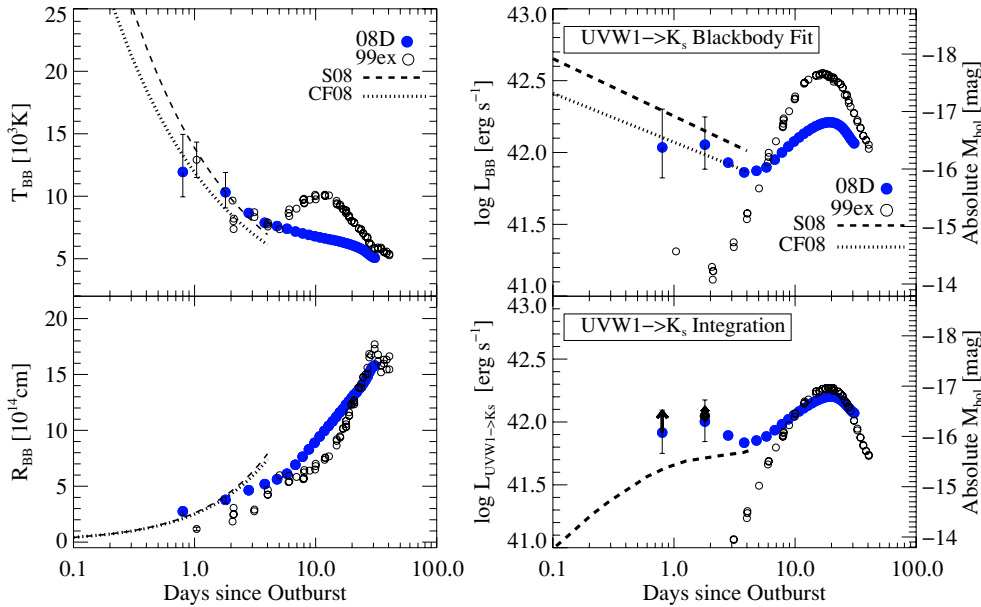 25
20
15
10
5
T_BB [10^3K]
08D
99ex
S08
CF08
15
10
5
0
R_BB [10^14cm]
0.1
1.0
10.0
100.0
Days since Outburst
43.0
42.5
42.0
41.5
41.0
log L_BB [erg s^-1]
UVW1->K_s Blackbody Fit
08D
99ex
S08
CF08
-18
-17
-16
-15
-14
Absolute M_bol [mag]
43.0
42.5
42.0
41.5
41.0
log L_UVW1->Ks [erg s^-1]
UVW1->K_s Integration
-18
-17
-16
-15
-14
Absolute M_bol [mag]
0.1
1.0
10.0
100.0
Days since Outburst